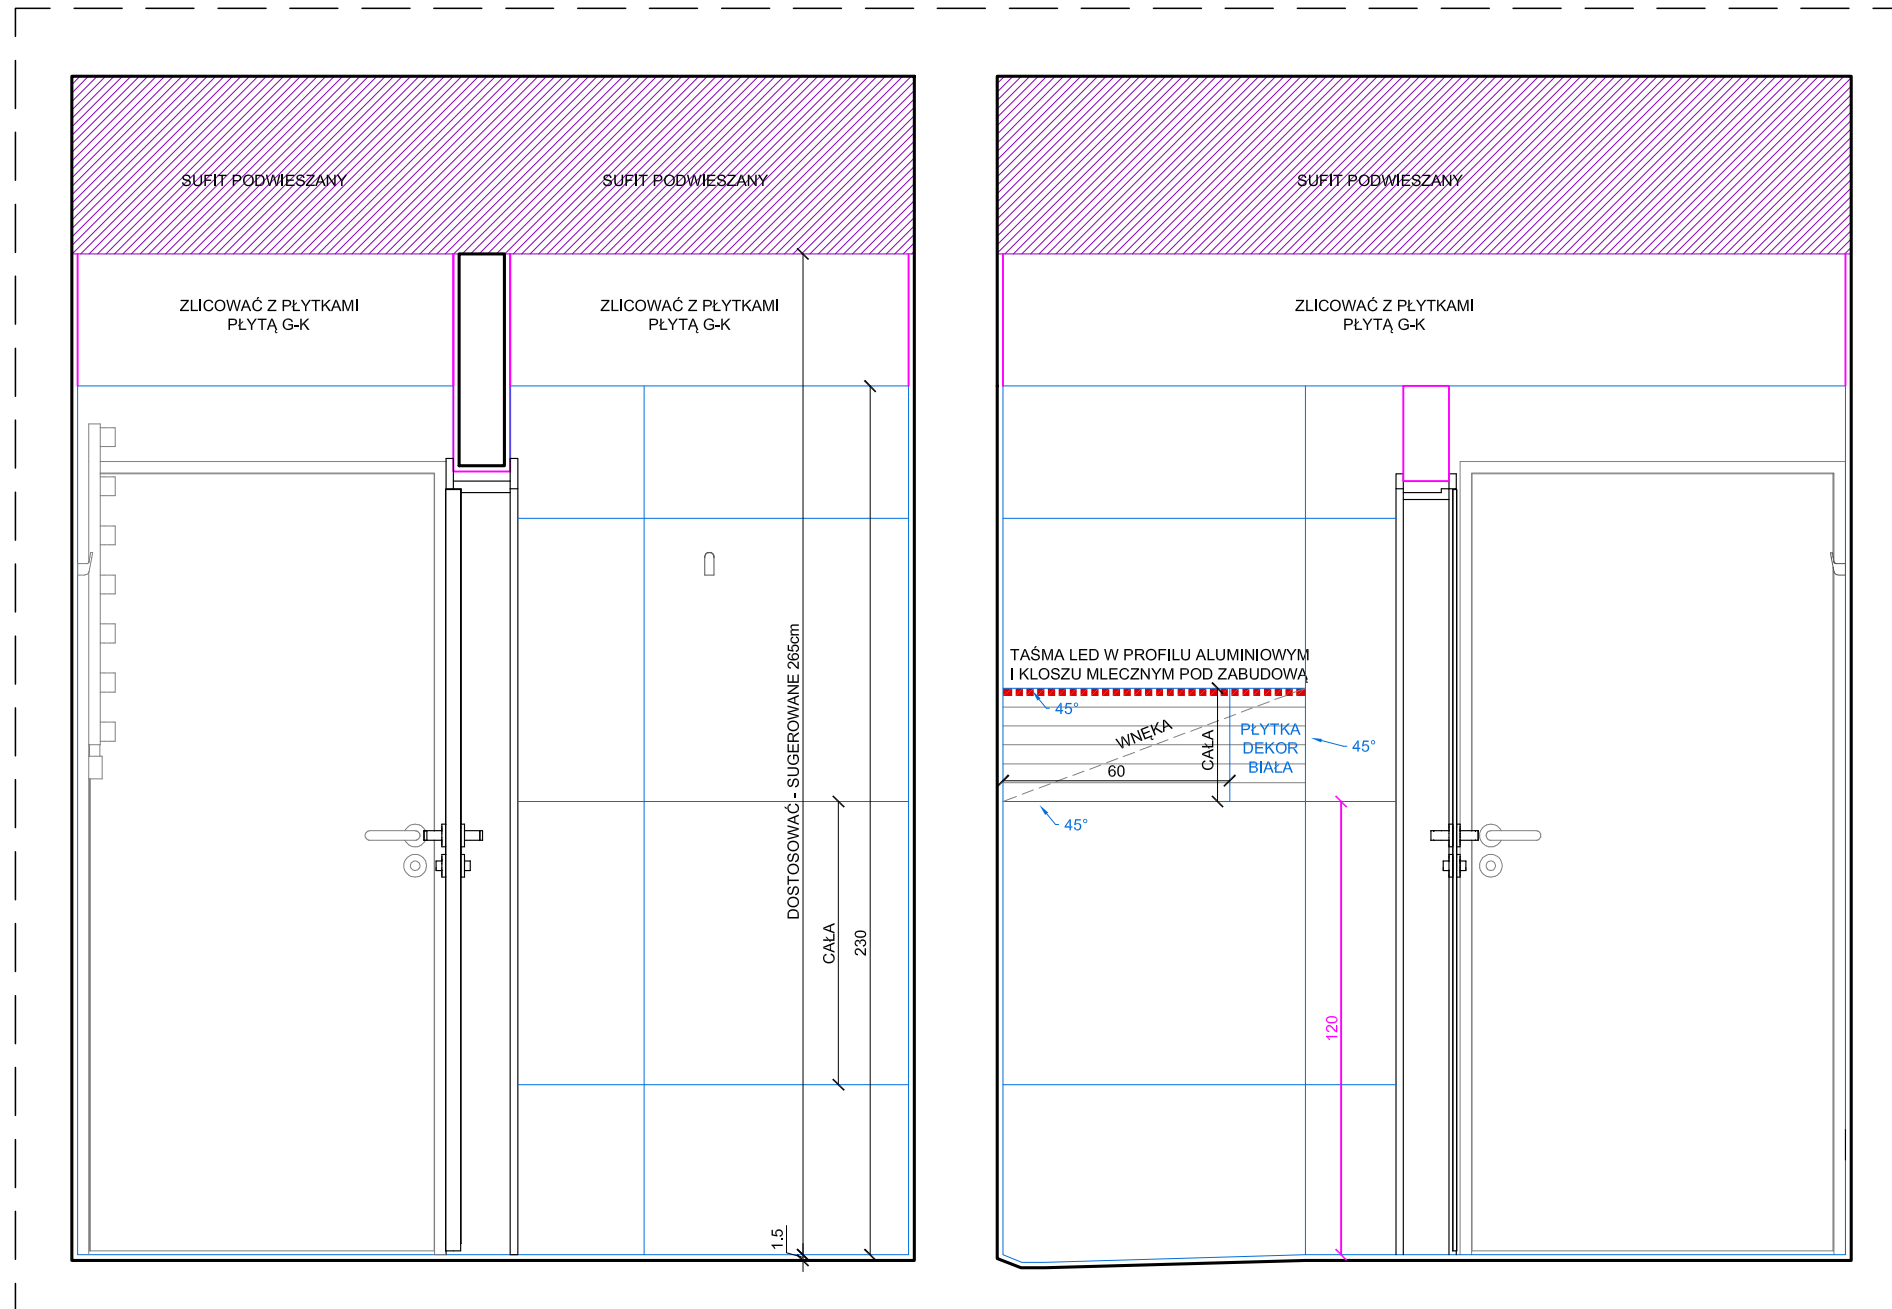 SUFIT PODWIESZANY
SUFIT PODWIESZANY
ZLICOWAĆ Z PŁYTKAMI
PŁYTĄ G-K
ZLICOWAĆ Z PŁYTKAMI
PŁYTĄ G-K
DOSTOSOWAĆ - SUGEROWANE 265cm
CAŁA
230
1.5
SUFIT PODWIESZANY
ZLICOWAĆ Z PŁYTKAMI
PŁYTĄ G-K
TAŚMA LED W PROFILU ALUMINIOWYM
I KLOSZU MLECZNYM POD ZABUDOWĄ
45°
WNĘKA
CAŁA
PŁYTKA
DEKOR
BIAŁA
45°
60
45°
120